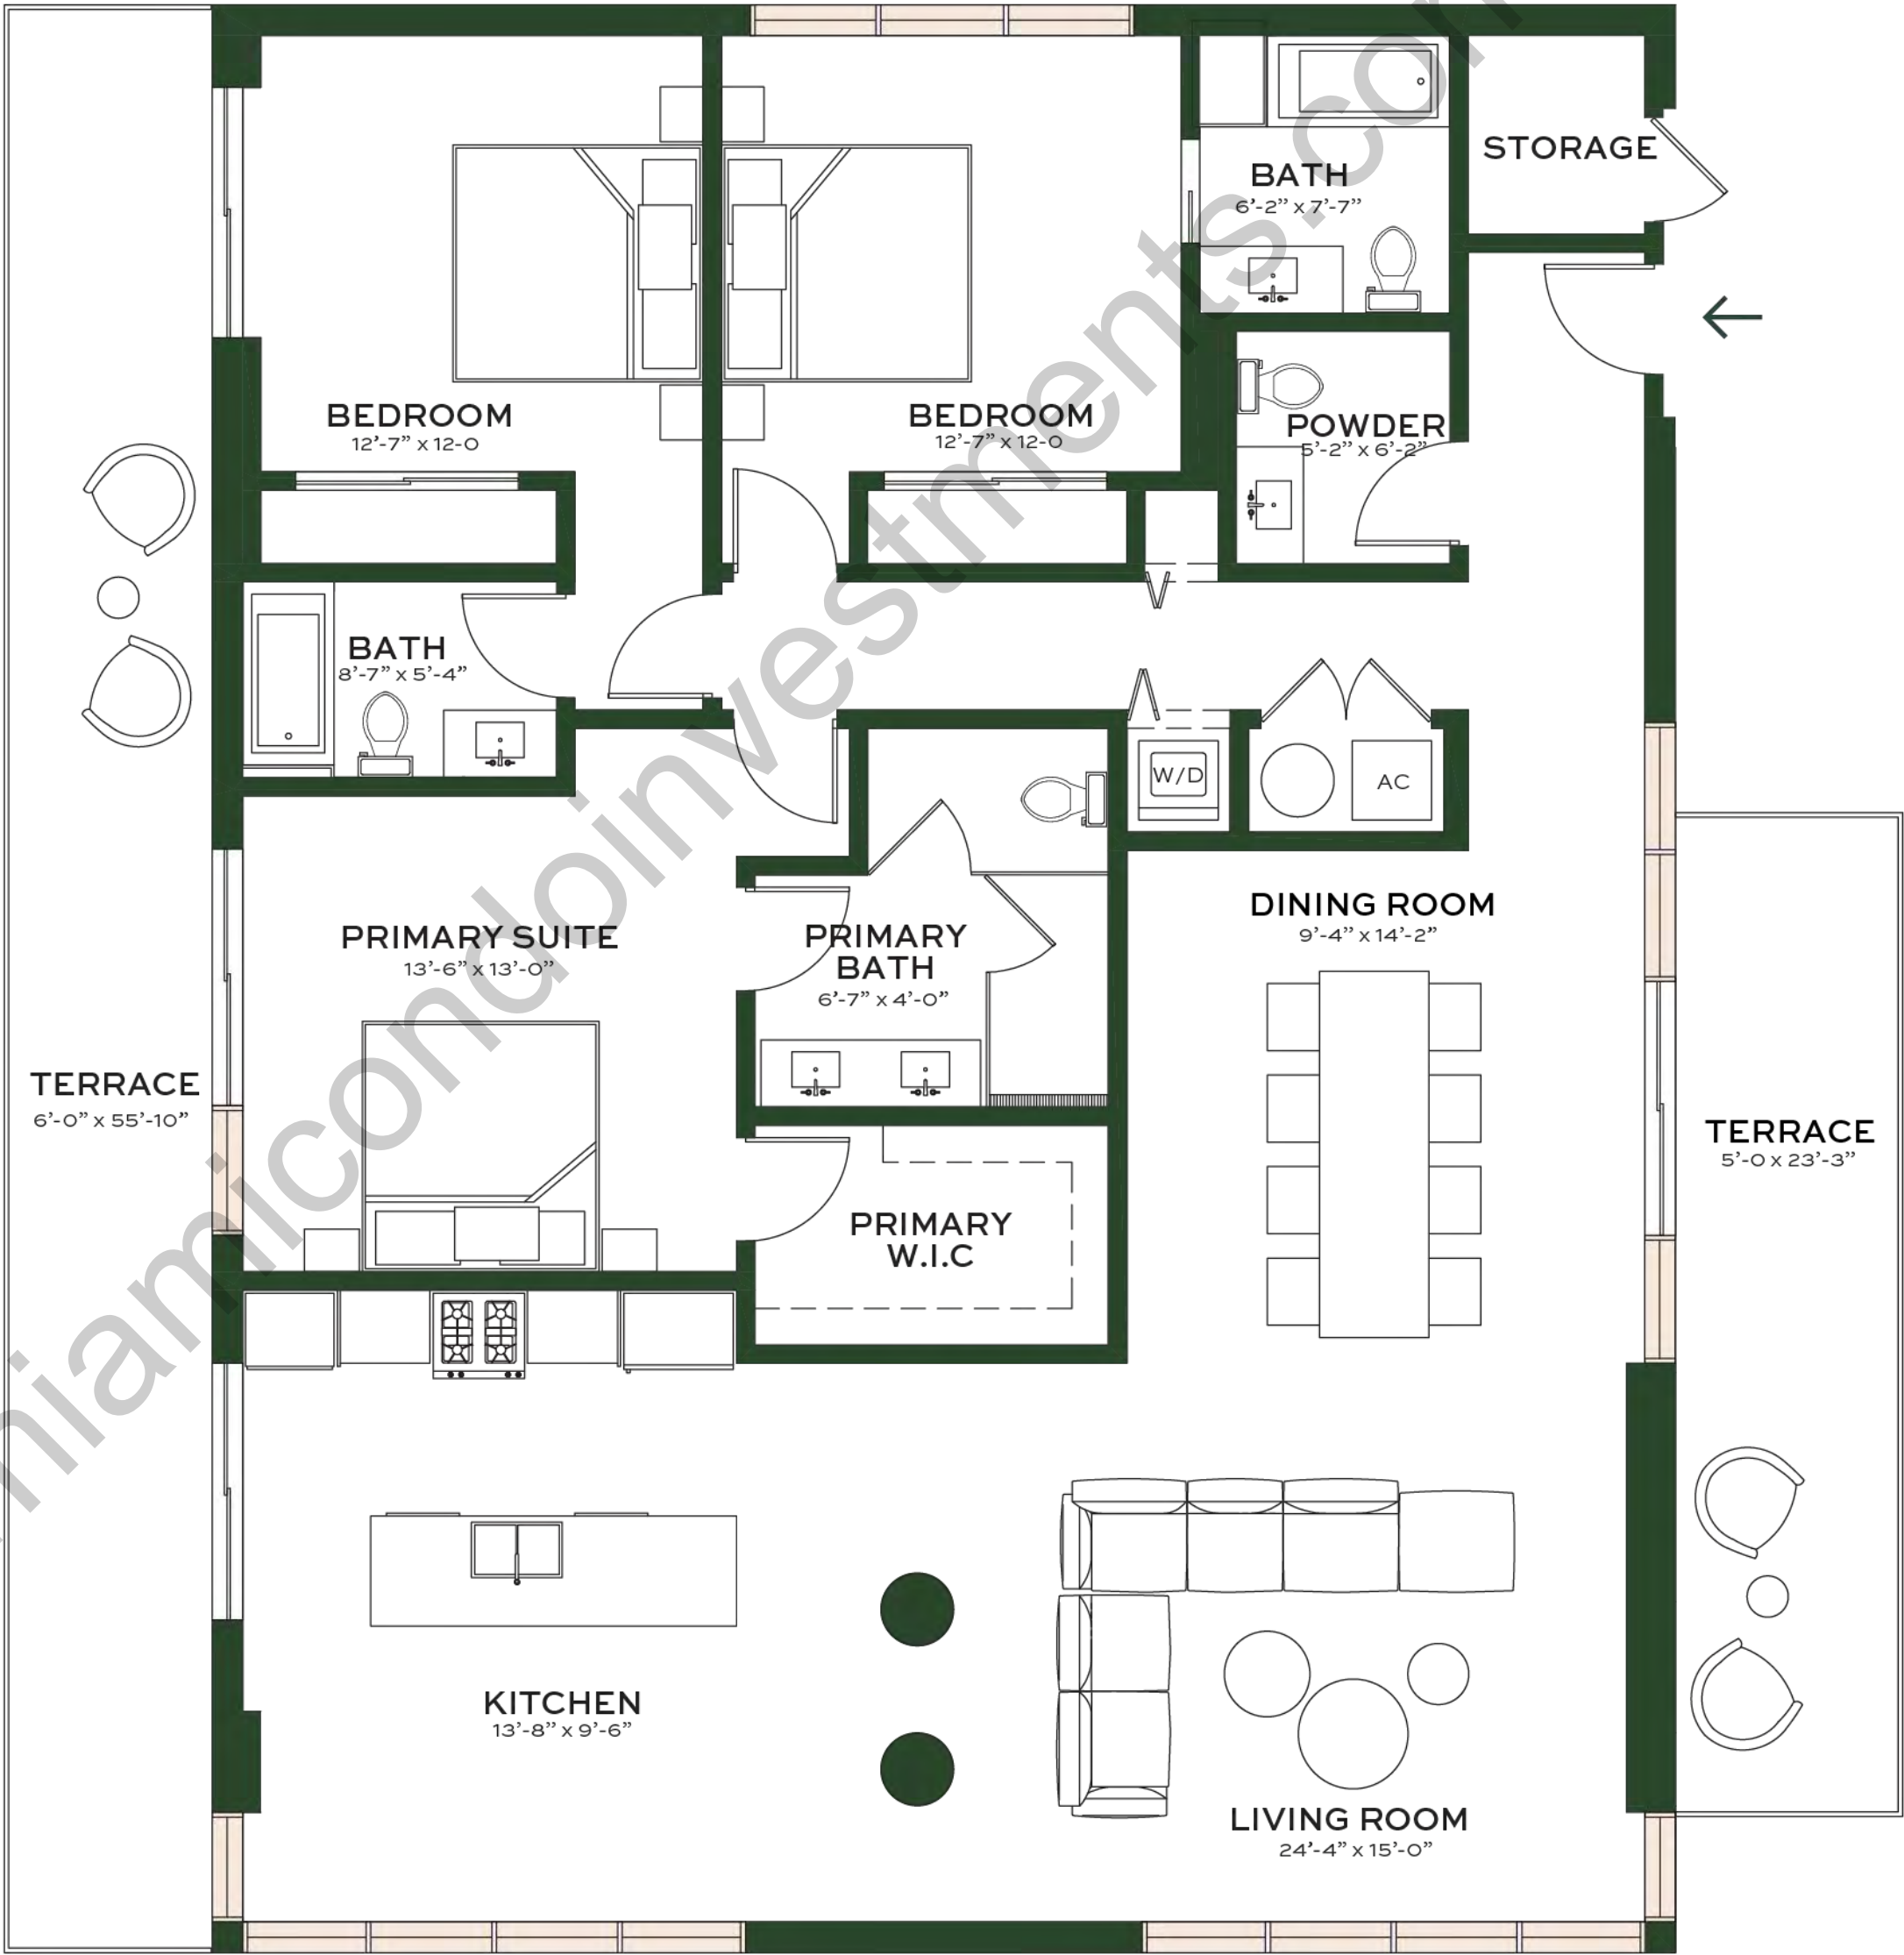 STORAGE
BATH
6'-2" x 7'-7"
BEDROOM
12'-7" x 12-0
BEDROOM
12'-7" x 12-0
POWDER
5'-2" x 6'-2"
BATH
8'-7" x 5'-4"
W/D
AC
PRIMARY SUITE
13'-6" x 13'-0"
PRIMARY
BATH
6'-7" x 4'-0"
DINING ROOM
9'-4" x 14'-2"
TERRACE
6'-0" x 55'-10"
TERRACE
5'-0 x 23'-3"
PRIMARY
W.I.C
KITCHEN
13'-8" x 9'-6"
LIVING ROOM
24'-4" x 15'-0"
miamicondoinvestments.com